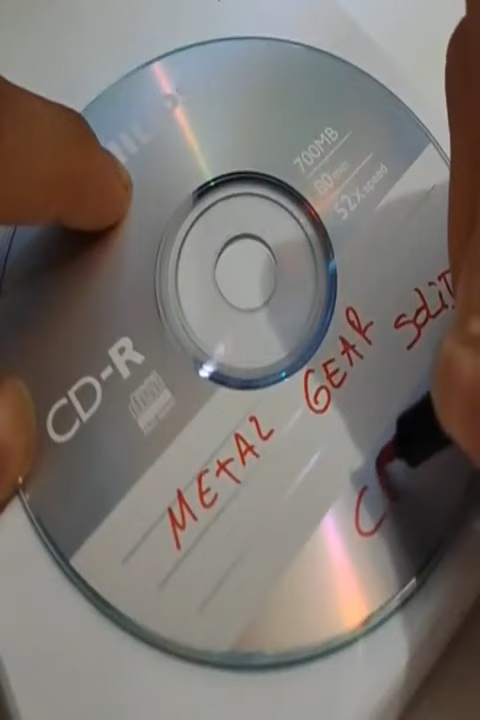 700MB
80min
52x speed
CD-R
METAL GEAR SoLiD
C